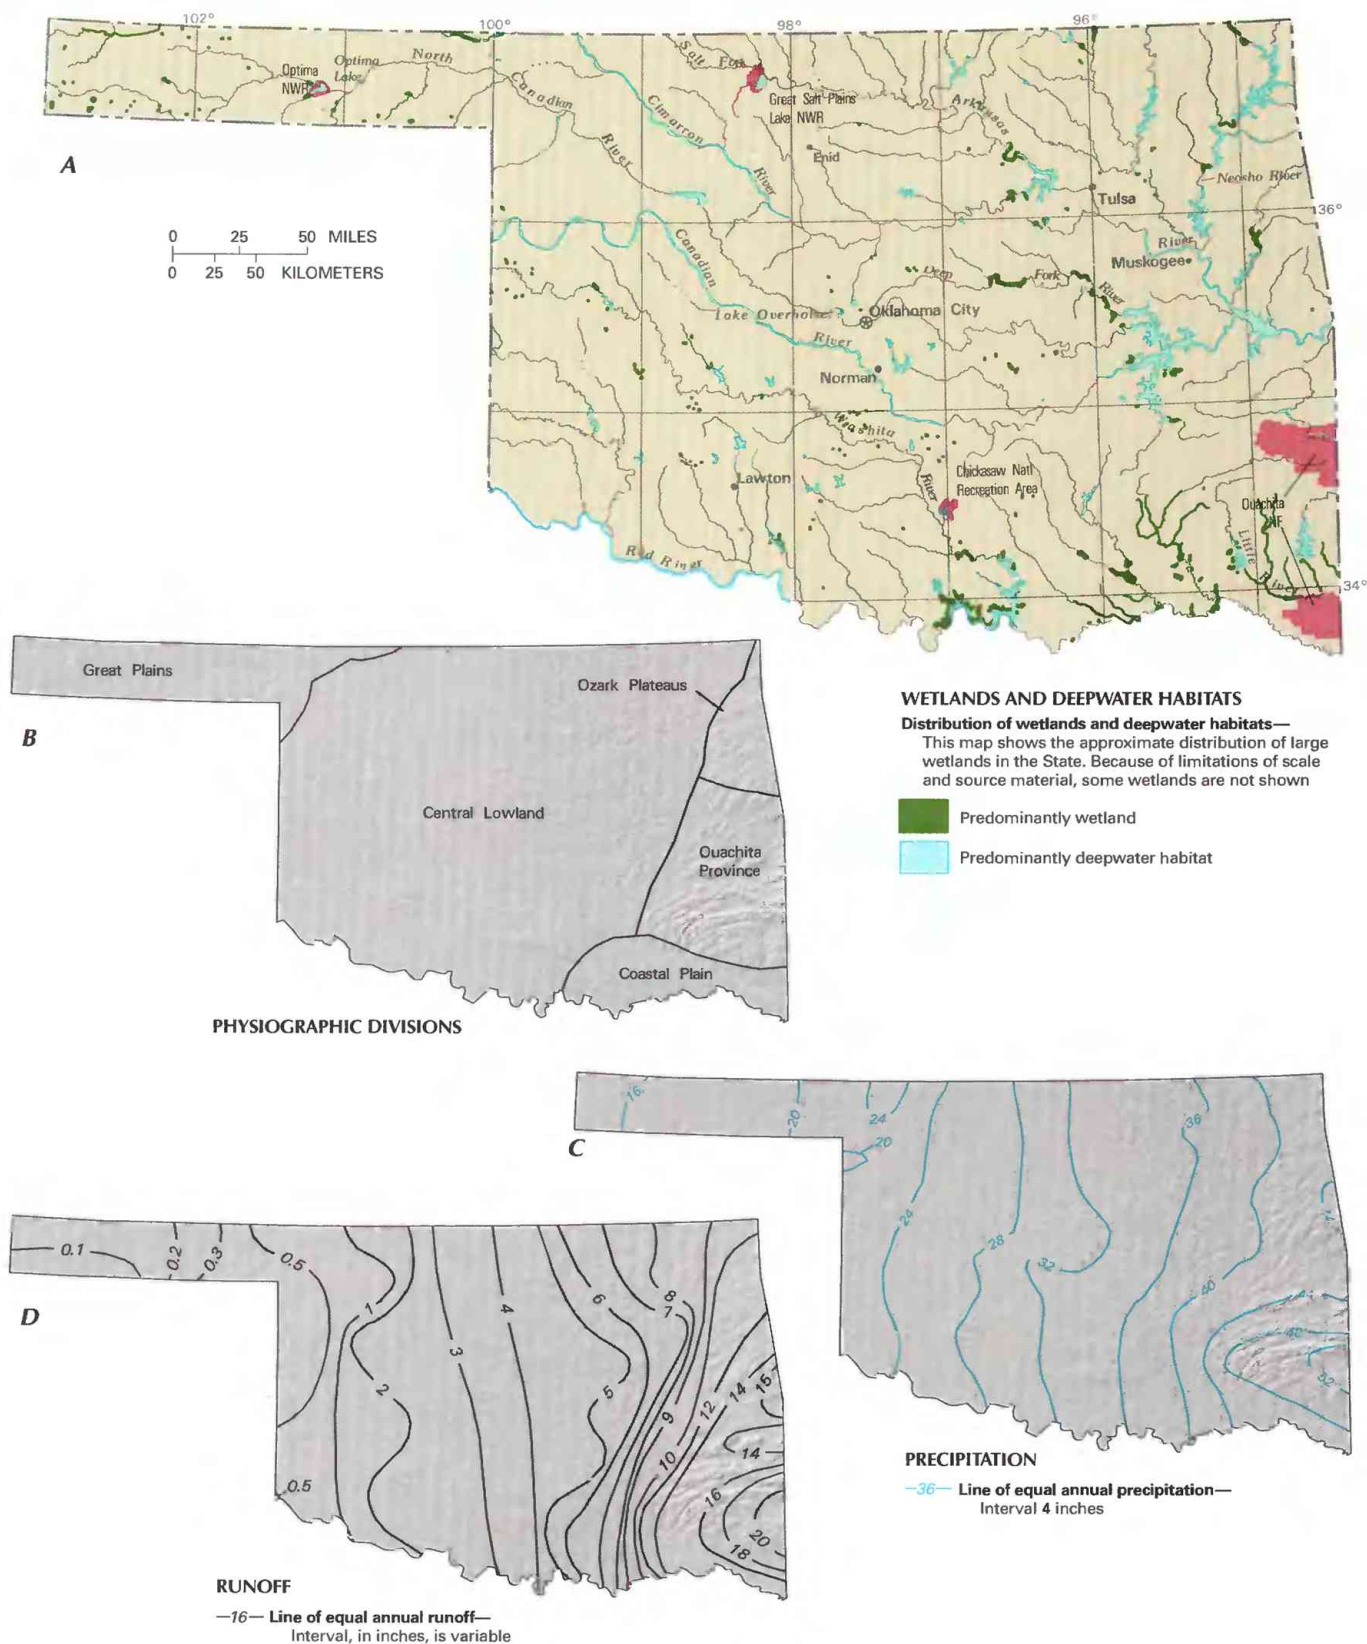 102°
100°
98°
96°
Optima
NWR
Optima
Lake
North
Canadian
River
Salt Fork
Great Salt Plains
Lake NWR
Cimarron
River
Enid
Arkansas
Neosho River
Tulsa
36°
River
Muskogee
Canadian
Deep Fork
River
Lake Overholser
Oklahoma City
River
Norman
Washita
River
Chickasaw Natl
Recreation Area
Lawton
Ouachita
NF
Little River
Red River
34°
A
0 25 50 MILES
0 25 50 KILOMETERS
Great Plains
Ozark Plateaus
B
Central Lowland
Ouachita
Province
Coastal Plain
PHYSIOGRAPHIC DIVISIONS
WETLANDS AND DEEPWATER HABITATS
Distribution of wetlands and deepwater habitats—
This map shows the approximate distribution of large
wetlands in the State. Because of limitations of scale
and source material, some wetlands are not shown
Predominantly wetland
Predominantly deepwater habitat
16
20
24
36
20
C
24
28
32
40
52
PRECIPITATION
—36— Line of equal annual precipitation—
Interval 4 inches
0.1
0.2
0.3
0.5
D
1
4
6
8
7
3
2
5
9
12
14
15
10
14
16
0.5
20
18
RUNOFF
—16— Line of equal annual runoff—
Interval, in inches, is variable